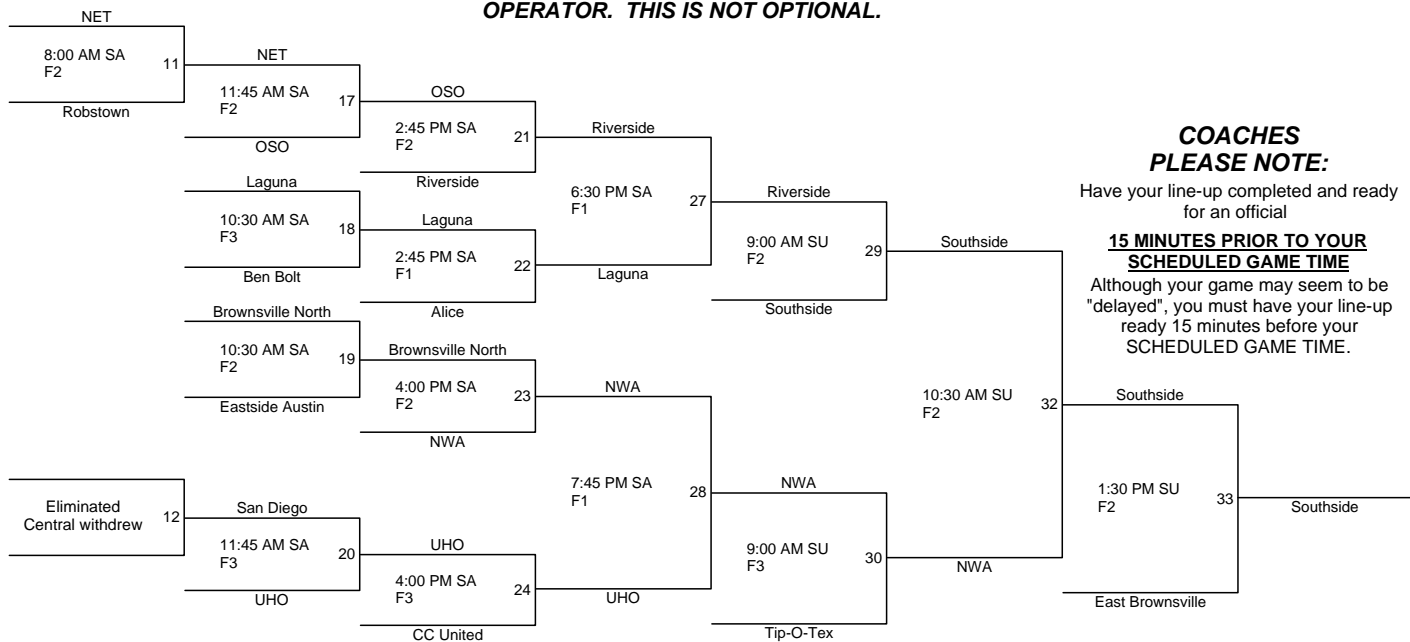 OPERATOR. THIS IS NOT OPTIONAL.
NET
8:00 AM SA
F2
11
Robstown
NET
11:45 AM SA
F2
17
OSO
OSO
2:45 PM SA
F2
21
Riverside
Laguna
10:30 AM SA
F3
18
Ben Bolt
Laguna
2:45 PM SA
F1
22
Alice
Riverside
6:30 PM SA
F1
27
Laguna
Riverside
9:00 AM SU
F2
29
Southside
Brownsville North
10:30 AM SA
F2
19
Eastside Austin
Brownsville North
4:00 PM SA
F2
23
NWA
Eliminated
Central withdrew
12
San Diego
11:45 AM SA
F3
20
UHO
UHO
4:00 PM SA
F3
24
CC United
NWA
7:45 PM SA
F1
28
UHO
NWA
9:00 AM SU
F3
30
Tip-O-Tex
Southside
10:30 AM SU
F2
32
NWA
Southside
1:30 PM SU
F2
33
East Brownsville
Southside
COACHES
PLEASE NOTE:
Have your line-up completed and ready
for an official
15 MINUTES PRIOR TO YOUR
SCHEDULED GAME TIME
Although your game may seem to be
"delayed", you must have your line-up
ready 15 minutes before your
SCHEDULED GAME TIME.